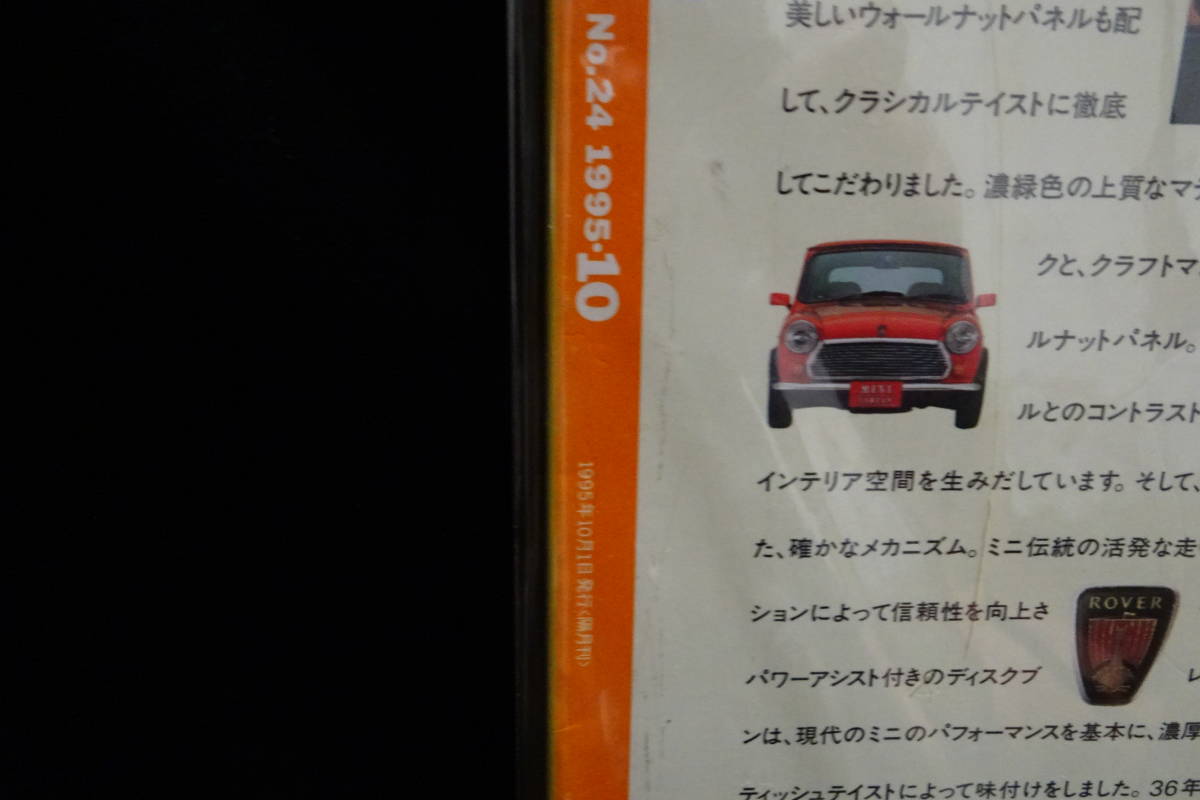 No.24 1995・10
1995年10月1日発行〈隔月刊〉
美しいウォールナットパネルも配
して、クラシカルテイストに徹底
してこだわりました。濃緑色の上質なマ
クと、クラフトマ
ルナットパネル。
ルとのコントラスト
インテリア空間を生みだしています。そして、
た、確かなメカニズム。ミニ伝統の活発な走
ションによって信頼性を向上さ
パワーアシスト付きのディスクブ
レ
ンは、現代のミニのパフォーマンスを基本に、濃厚
ティッシュテイストによって味付けをしました。36年
MINI
ROVER